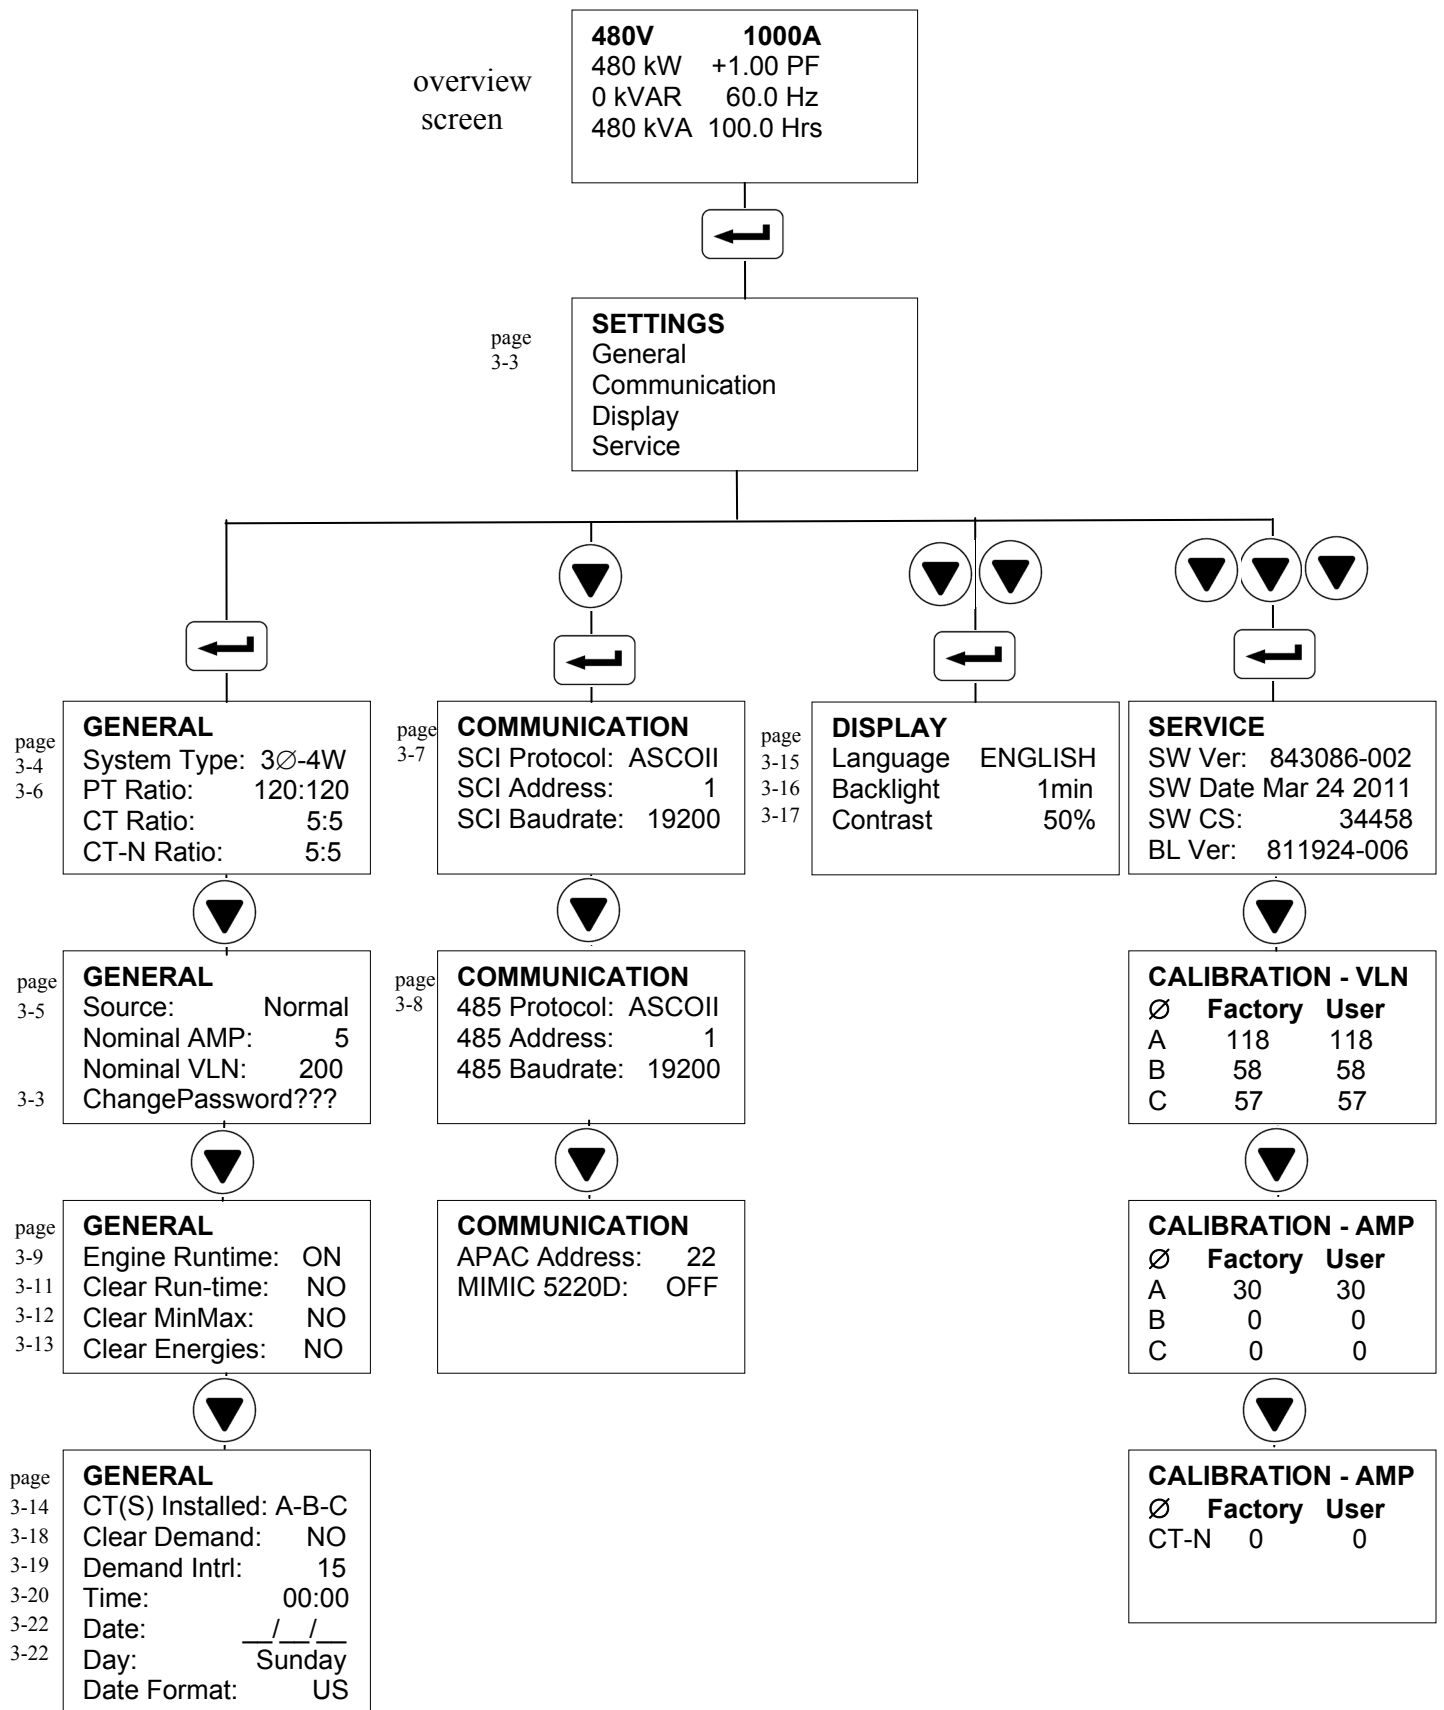 overview
screen
480V 1000A
480 kW +1.00 PF
0 kVAR 60.0 Hz
480 kVA 100.0 Hrs
page
3-3
SETTINGS
General
Communication
Display
Service
page
3-4
3-6
GENERAL
System Type: 3∅-4W
PT Ratio: 120:120
CT Ratio: 5:5
CT-N Ratio: 5:5
page
3-7
COMMUNICATION
SCI Protocol: ASCOII
SCI Address: 1
SCI Baudrate: 19200
page
3-15
3-16
3-17
DISPLAY
Language ENGLISH
Backlight 1min
Contrast 50%
SERVICE
SW Ver: 843086-002
SW Date Mar 24 2011
SW CS: 34458
BL Ver: 811924-006
page
3-5
3-3
GENERAL
Source: Normal
Nominal AMP: 5
Nominal VLN: 200
ChangePassword???
page
3-8
COMMUNICATION
485 Protocol: ASCOII
485 Address: 1
485 Baudrate: 19200
CALIBRATION - VLN
∅ Factory User
A 118 118
B 58 58
C 57 57
page
3-9
3-11
3-12
3-13
GENERAL
Engine Runtime: ON
Clear Run-time: NO
Clear MinMax: NO
Clear Energies: NO
COMMUNICATION
APAC Address: 22
MIMIC 5220D: OFF
CALIBRATION - AMP
∅ Factory User
A 30 30
B 0 0
C 0 0
page
3-14
3-18
3-19
3-20
3-22
3-22
GENERAL
CT(S) Installed: A-B-C
Clear Demand: NO
Demand Intrl: 15
Time: 00:00
Date: __/__/__
Day: Sunday
Date Format: US
CALIBRATION - AMP
∅ Factory User
CT-N 0 0